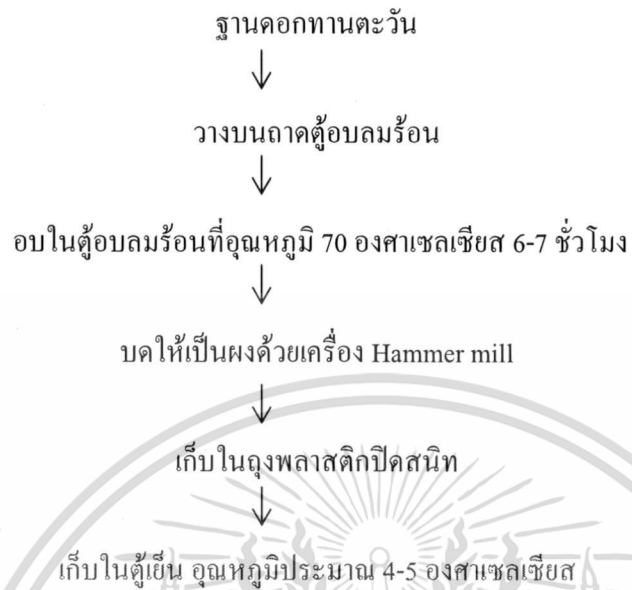 ฐานดอกทานตะวัน
วางบนถาดตู้อบลมร้อน
อบในตู้อบลมร้อนที่อุณหภูมิ 70 องศาเซลเซียส 6-7 ชั่วโมง
บดให้เป็นผงด้วยเครื่อง Hammer mill
เก็บในถุงพลาสติกปิดสนิท
เก็บในตู้เย็น อุณหภูมิประมาณ 4-5 องศาเซลเซียส